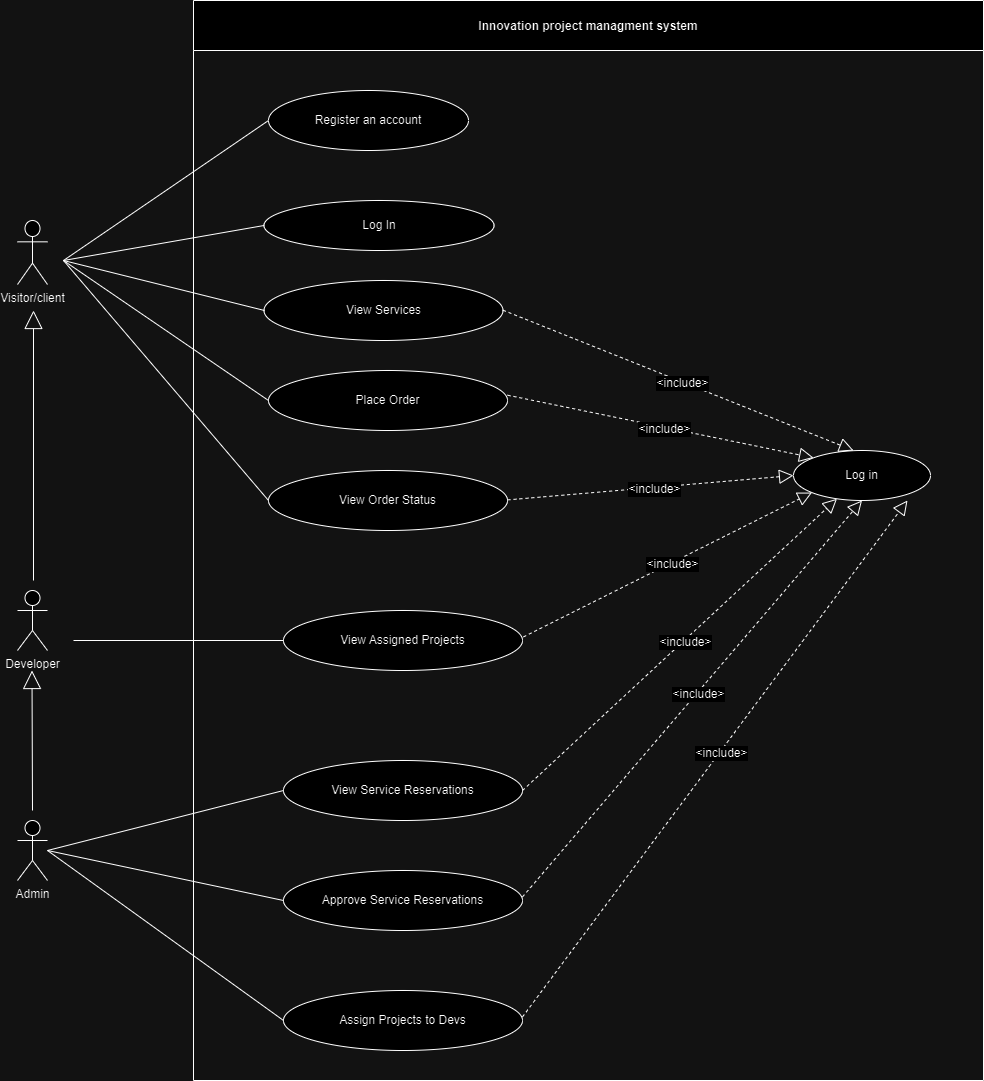 Innovation project managment system
Register an account
Log In
Visitor/client
View Services
<include>
Place Order
<include>
Log in
<include>
View Order Status
<include>
Developer
View Assigned Projects
<include>
<include>
<include>
View Service Reservations
Admin
Approve Service Reservations
Assign Projects to Devs